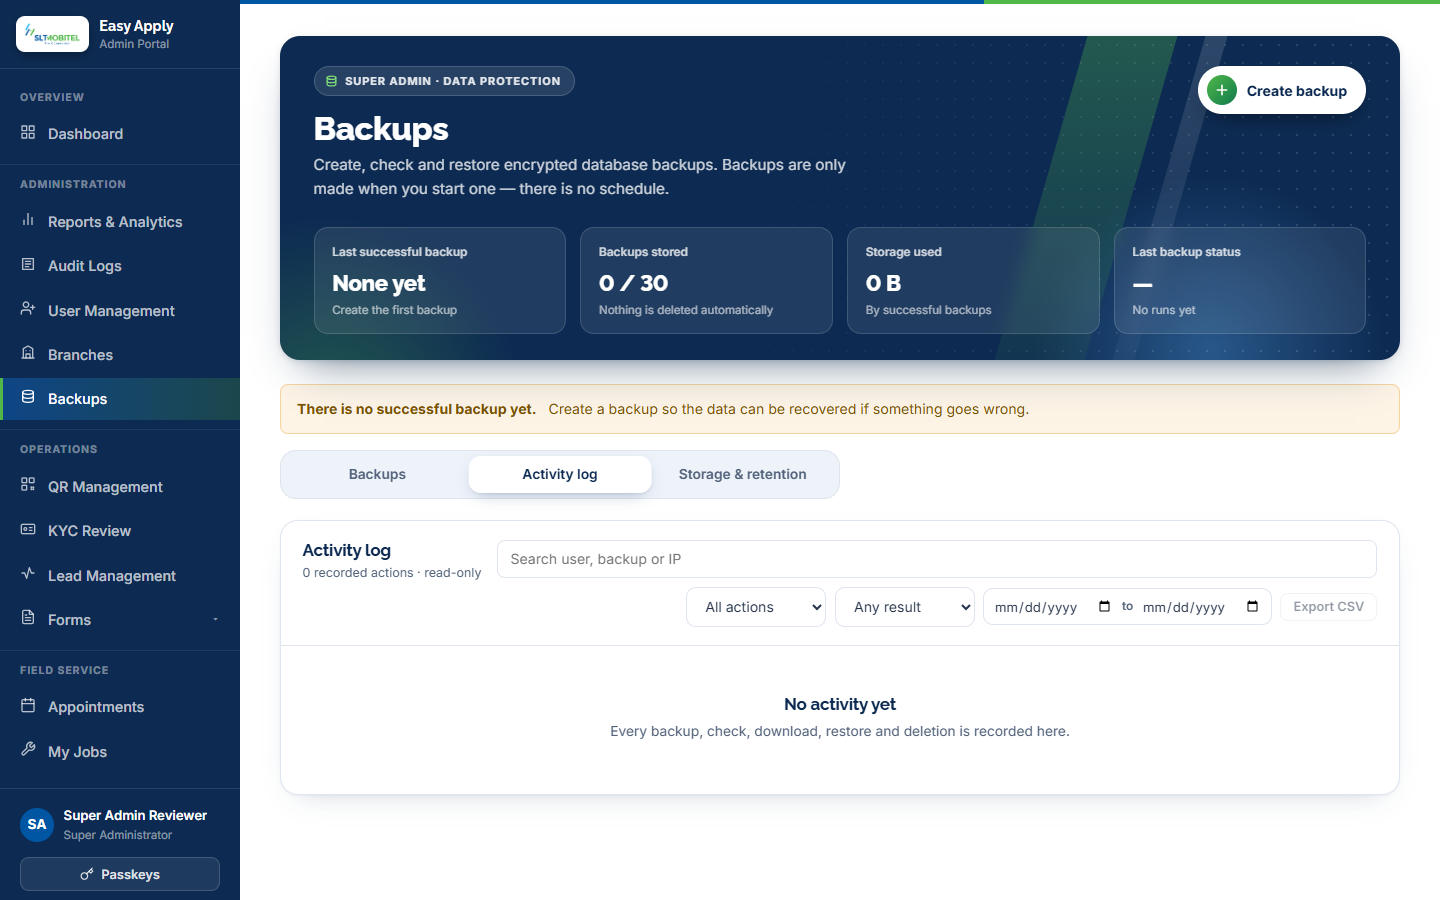 SLTMOBITEL
Easy Apply
Admin Portal
OVERVIEW
Dashboard
ADMINISTRATION
Reports & Analytics
Audit Logs
User Management
Branches
Backups
OPERATIONS
QR Management
KYC Review
Lead Management
Forms
FIELD SERVICE
Appointments
My Jobs
SA
Super Admin Reviewer
Super Administrator
Passkeys
SUPER ADMIN · DATA PROTECTION
Create backup
Backups
Create, check and restore encrypted database backups. Backups are only
made when you start one — there is no schedule.
Last successful backup
None yet
Create the first backup
Backups stored
0 / 30
Nothing is deleted automatically
Storage used
0 B
By successful backups
Last backup status
—
No runs yet
There is no successful backup yet. Create a backup so the data can be recovered if something goes wrong.
Backups
Activity log
Storage & retention
Activity log
0 recorded actions · read-only
Search user, backup or IP
All actions
Any result
mm/dd/yyyy to mm/dd/yyyy
Export CSV
No activity yet
Every backup, check, download, restore and deletion is recorded here.